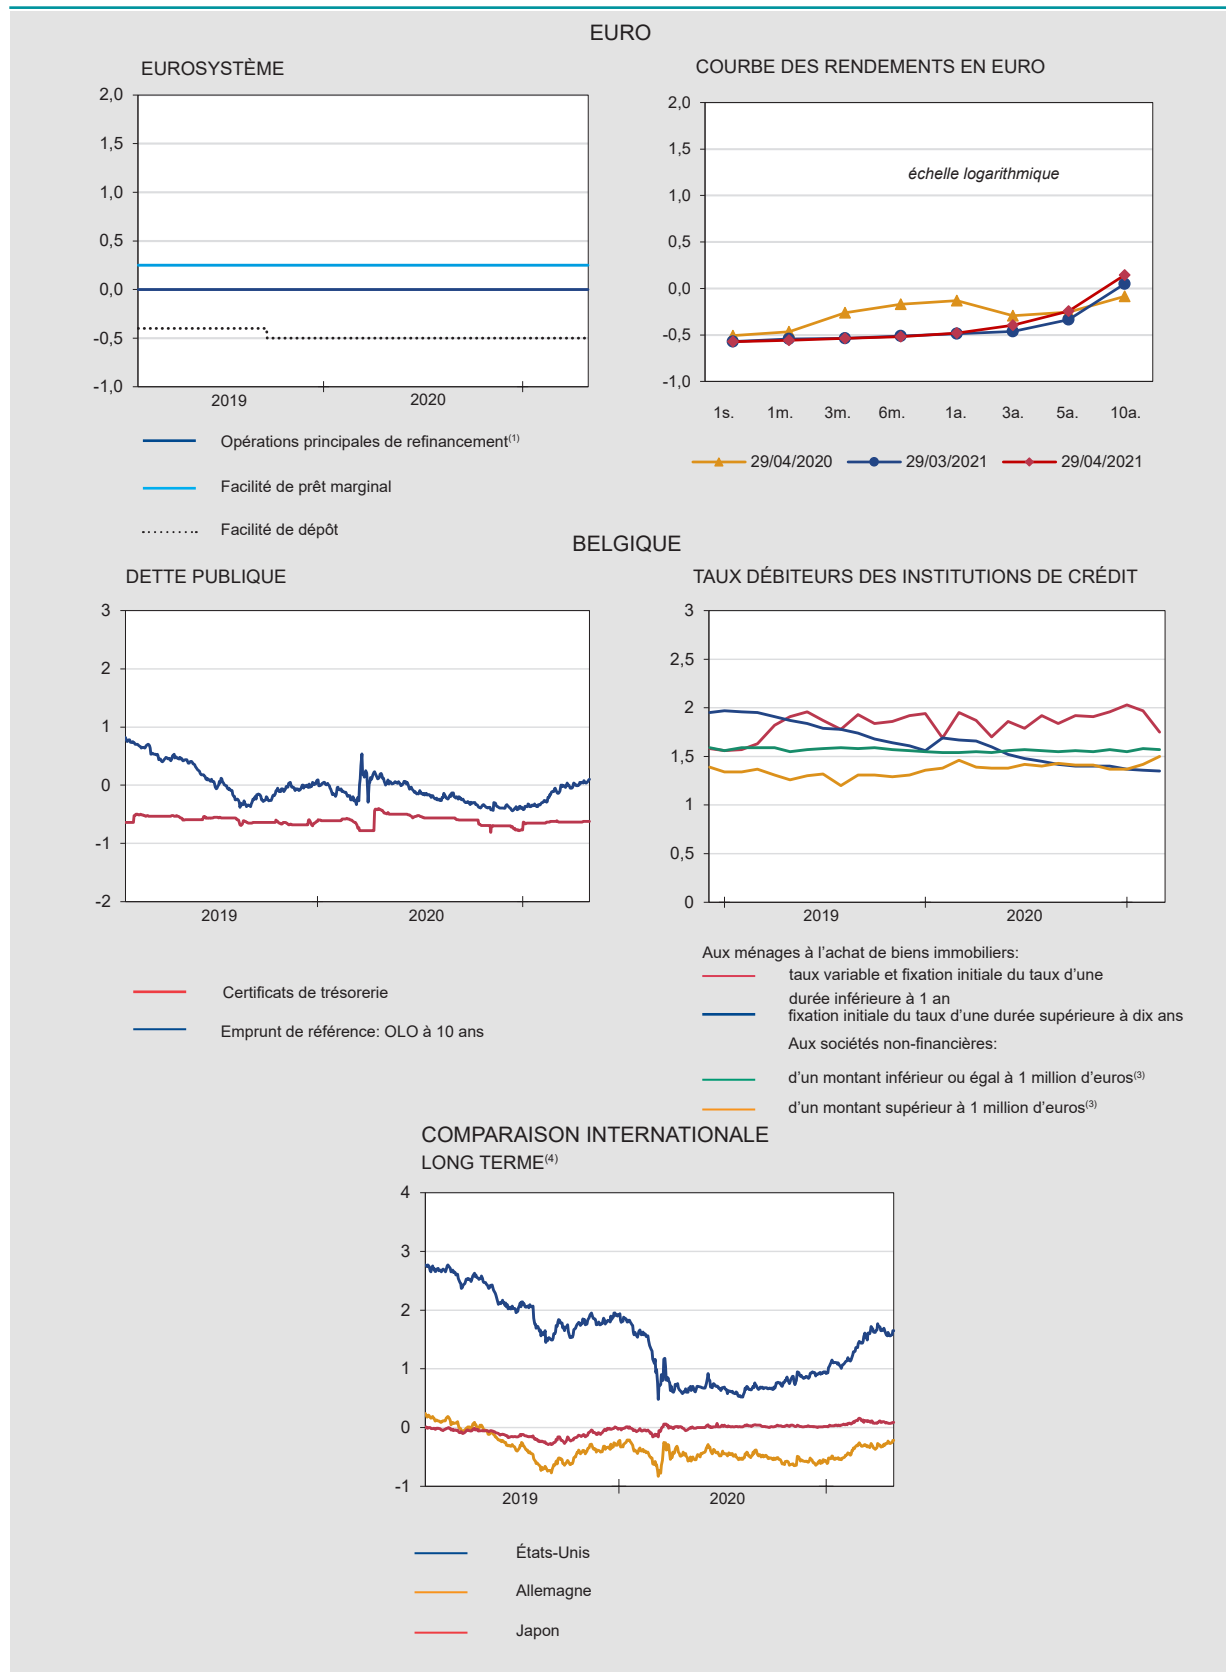 EURO
EUROSYSTÈME
2,0
1,5
1,0
0,5
0,0
-0,5
-1,0
2019 2020
Opérations principales de refinancement(1)
Facilité de prêt marginal
Facilité de dépôt
COURBE DES RENDEMENTS EN EURO
2,0
1,5
1,0
0,5
0,0
-0,5
-1,0
échelle logarithmique
1s. 1m. 3m. 6m. 1a. 3a. 5a. 10a.
29/04/2020 29/03/2021 29/04/2021
BELGIQUE
DETTE PUBLIQUE
3
2
1
0
-1
-2
2019 2020
Certificats de trésorerie
Emprunt de référence: OLO à 10 ans
TAUX DÉBITEURS DES INSTITUTIONS DE CRÉDIT
3
2,5
2
1,5
1
0,5
0
2019 2020
Aux ménages à l’achat de biens immobiliers:
taux variable et fixation initiale du taux d’une
durée inférieure à 1 an
fixation initiale du taux d’une durée supérieure à dix ans
Aux sociétés non-financières:
d’un montant inférieur ou égal à 1 million d’euros(3)
d’un montant supérieur à 1 million d’euros(3)
COMPARAISON INTERNATIONALE
LONG TERME(4)
4
3
2
1
0
-1
2019 2020
États-Unis
Allemagne
Japon